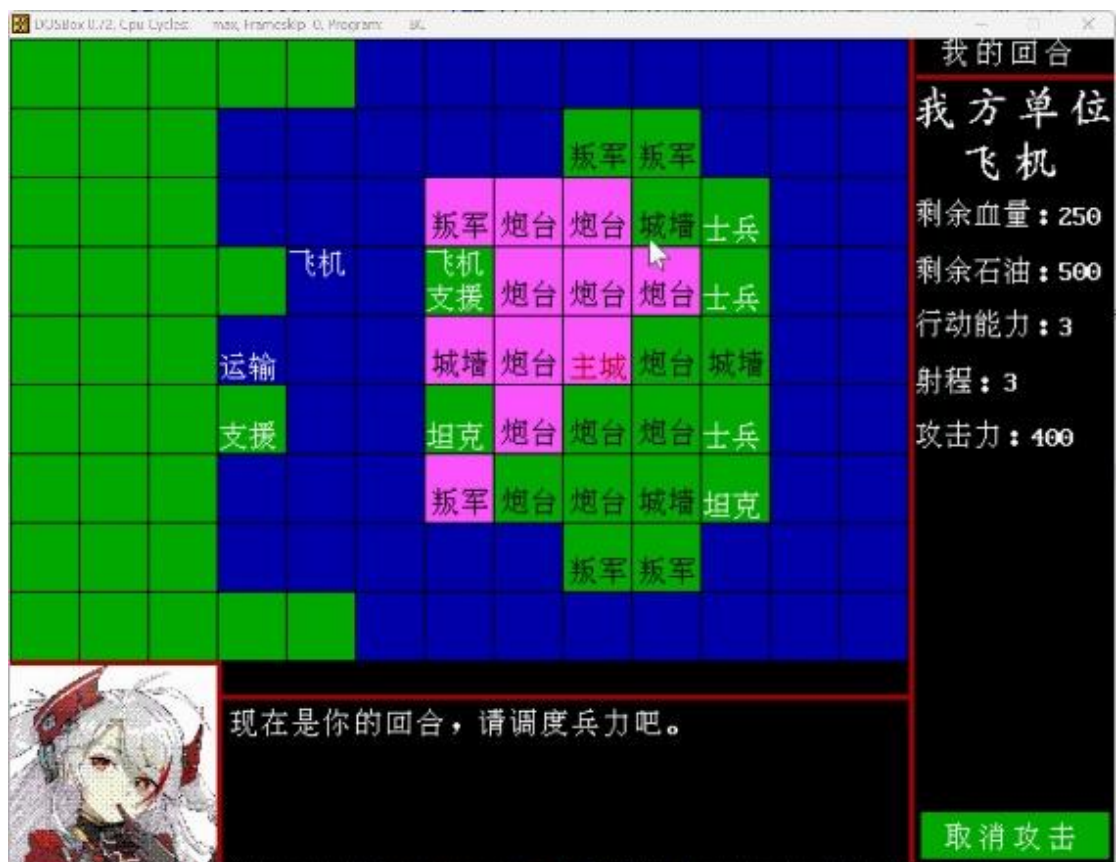 DOSBox 0.72, Cpu Cycles: max, Frameskip 0, Program: BC
我的回合
我方单位
飞机
剩余血量：250
剩余石油：500
行动能力：3
射程：3
攻击力：400
叛军 叛军
叛军 炮台 炮台 城墙 士兵
飞机 飞机
支援 炮台 炮台 炮台 士兵
运输 城墙 炮台 主城 炮台 城墙
支援 坦克 炮台 炮台 炮台 士兵
叛军 炮台 炮台 城墙 坦克
叛军 叛军
现在是你的回合，请调度兵力吧。
取消攻击